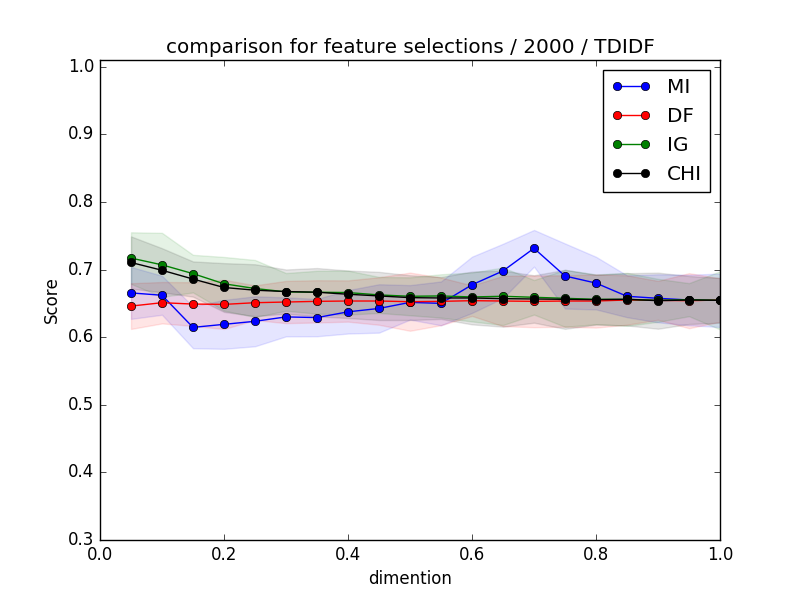 comparison for feature selections / 2000 / TDIDF
MI
DF
IG
CHI
Score
1.0
0.9
0.8
0.7
0.6
0.5
0.4
0.3
0.0 0.2 0.4 0.6 0.8 1.0
dimention